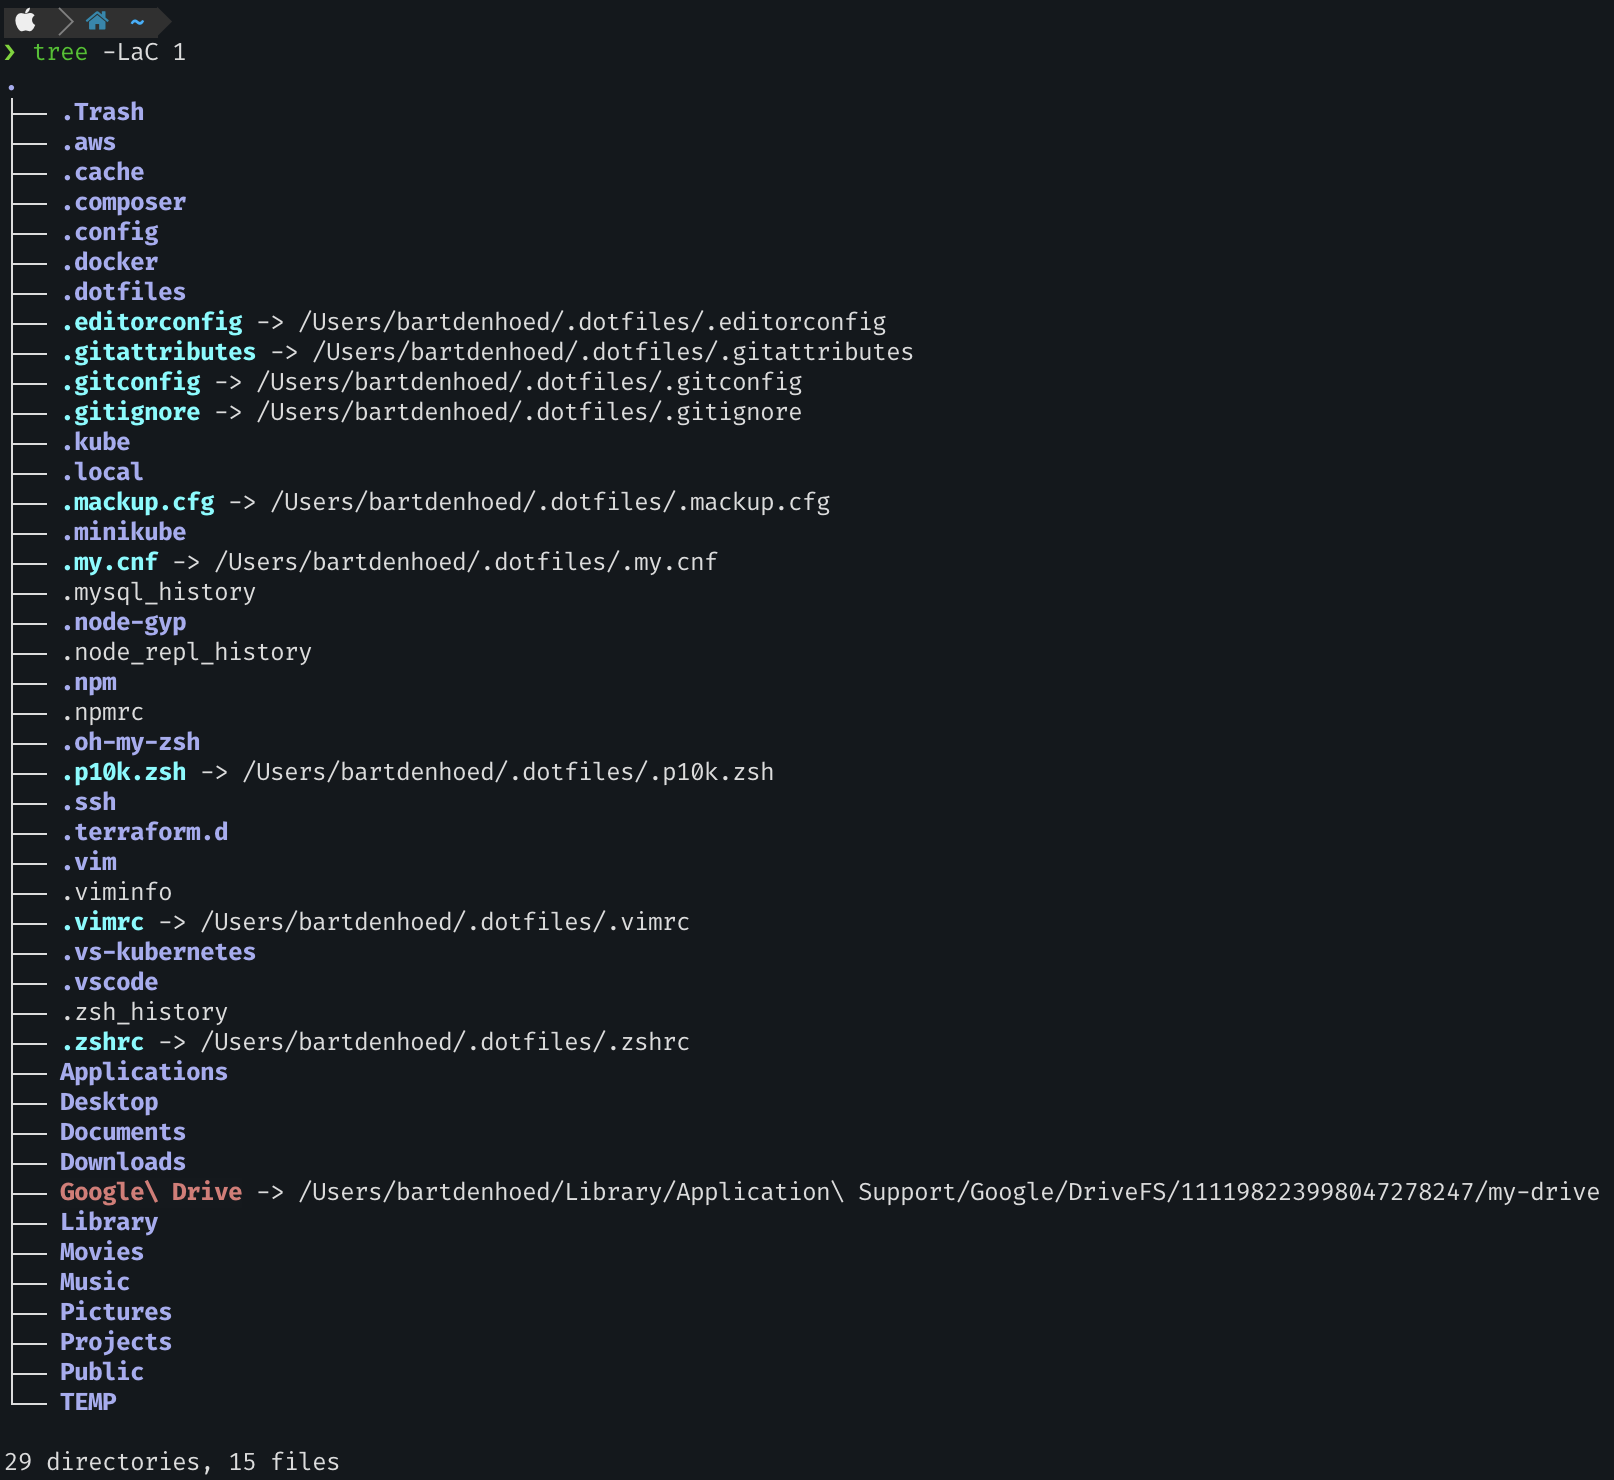 ~
❯ tree -LaC 1
.
├── .Trash
├── .aws
├── .cache
├── .composer
├── .config
├── .docker
├── .dotfiles
├── .editorconfig -> /Users/bartdenhoed/.dotfiles/.editorconfig
├── .gitattributes -> /Users/bartdenhoed/.dotfiles/.gitattributes
├── .gitconfig -> /Users/bartdenhoed/.dotfiles/.gitconfig
├── .gitignore -> /Users/bartdenhoed/.dotfiles/.gitignore
├── .kube
├── .local
├── .mackup.cfg -> /Users/bartdenhoed/.dotfiles/.mackup.cfg
├── .minikube
├── .my.cnf -> /Users/bartdenhoed/.dotfiles/.my.cnf
├── .mysql_history
├── .node-gyp
├── .node_repl_history
├── .npm
├── .npmrc
├── .oh-my-zsh
├── .p10k.zsh -> /Users/bartdenhoed/.dotfiles/.p10k.zsh
├── .ssh
├── .terraform.d
├── .vim
├── .viminfo
├── .vimrc -> /Users/bartdenhoed/.dotfiles/.vimrc
├── .vs-kubernetes
├── .vscode
├── .zsh_history
├── .zshrc -> /Users/bartdenhoed/.dotfiles/.zshrc
├── Applications
├── Desktop
├── Documents
├── Downloads
├── Google\ Drive -> /Users/bartdenhoed/Library/Application\ Support/Google/DriveFS/111198223998047278247/my-drive
├── Library
├── Movies
├── Music
├── Pictures
├── Projects
├── Public
└── TEMP
29 directories, 15 files